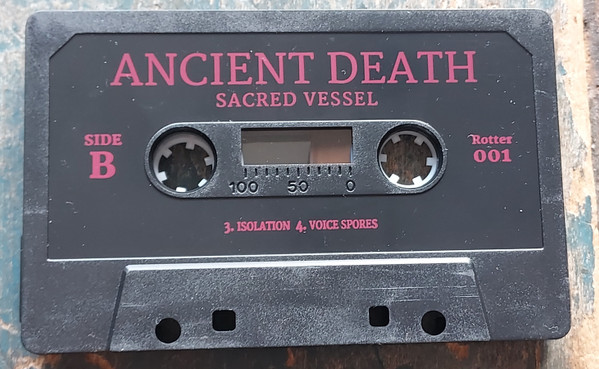 ANCIENT DEATH
SACRED VESSEL
SIDE
B
Rotter
001
100 50 0
3. ISOLATION 4. VOICE SPORES